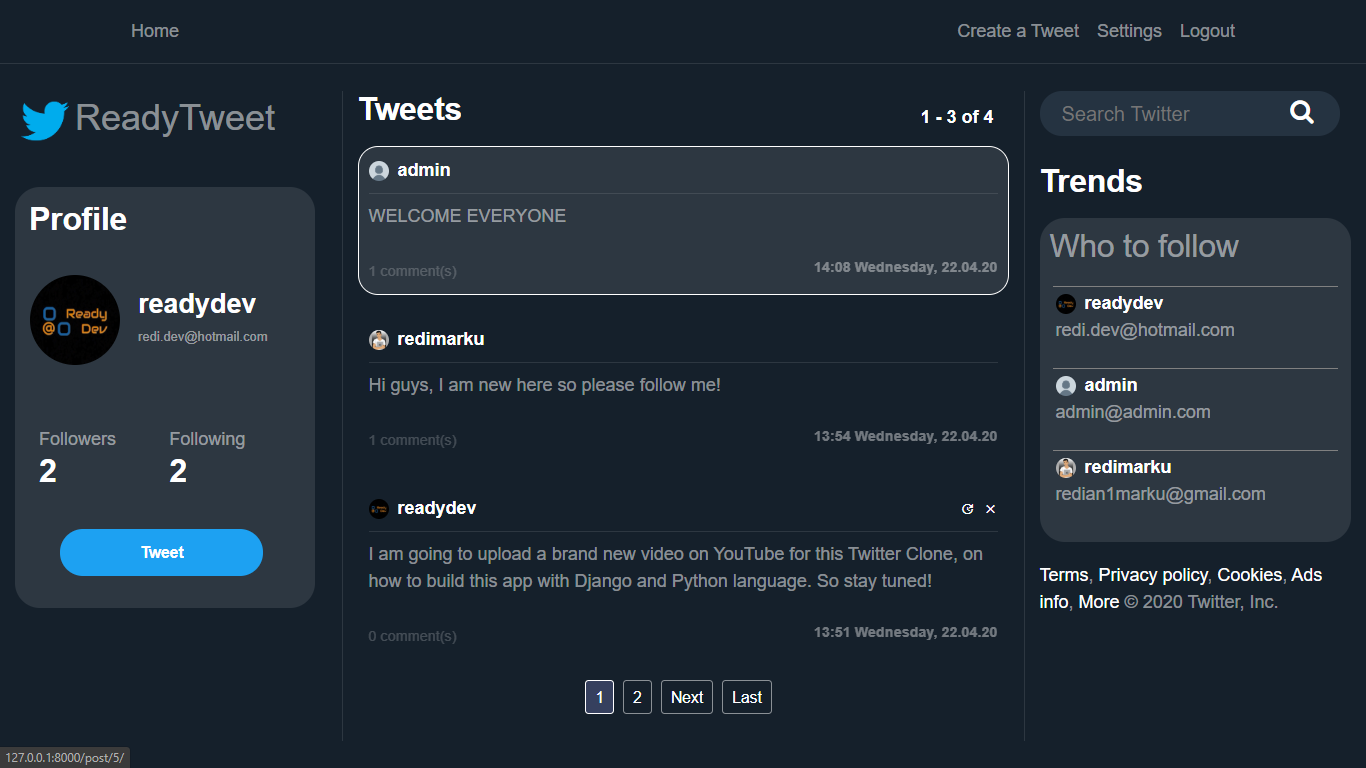 Home
Create a Tweet Settings Logout
ReadyTweet
Profile
Ready
@ Dev
readydev
redi.dev@hotmail.com
Followers Following
2 2
Tweet
Tweets
1 - 3 of 4
admin
WELCOME EVERYONE
1 comment(s)
14:08 Wednesday, 22.04.20
redimarku
Hi guys, I am new here so please follow me!
1 comment(s)
13:54 Wednesday, 22.04.20
readydev
I am going to upload a brand new video on YouTube for this Twitter Clone, on
how to build this app with Django and Python language. So stay tuned!
0 comment(s)
13:51 Wednesday, 22.04.20
1 2 Next Last
Search Twitter
Trends
Who to follow
readydev
redi.dev@hotmail.com
admin
admin@admin.com
redimarku
redian1marku@gmail.com
Terms, Privacy policy, Cookies, Ads
info, More © 2020 Twitter, Inc.
127.0.0.1:8000/post/5/